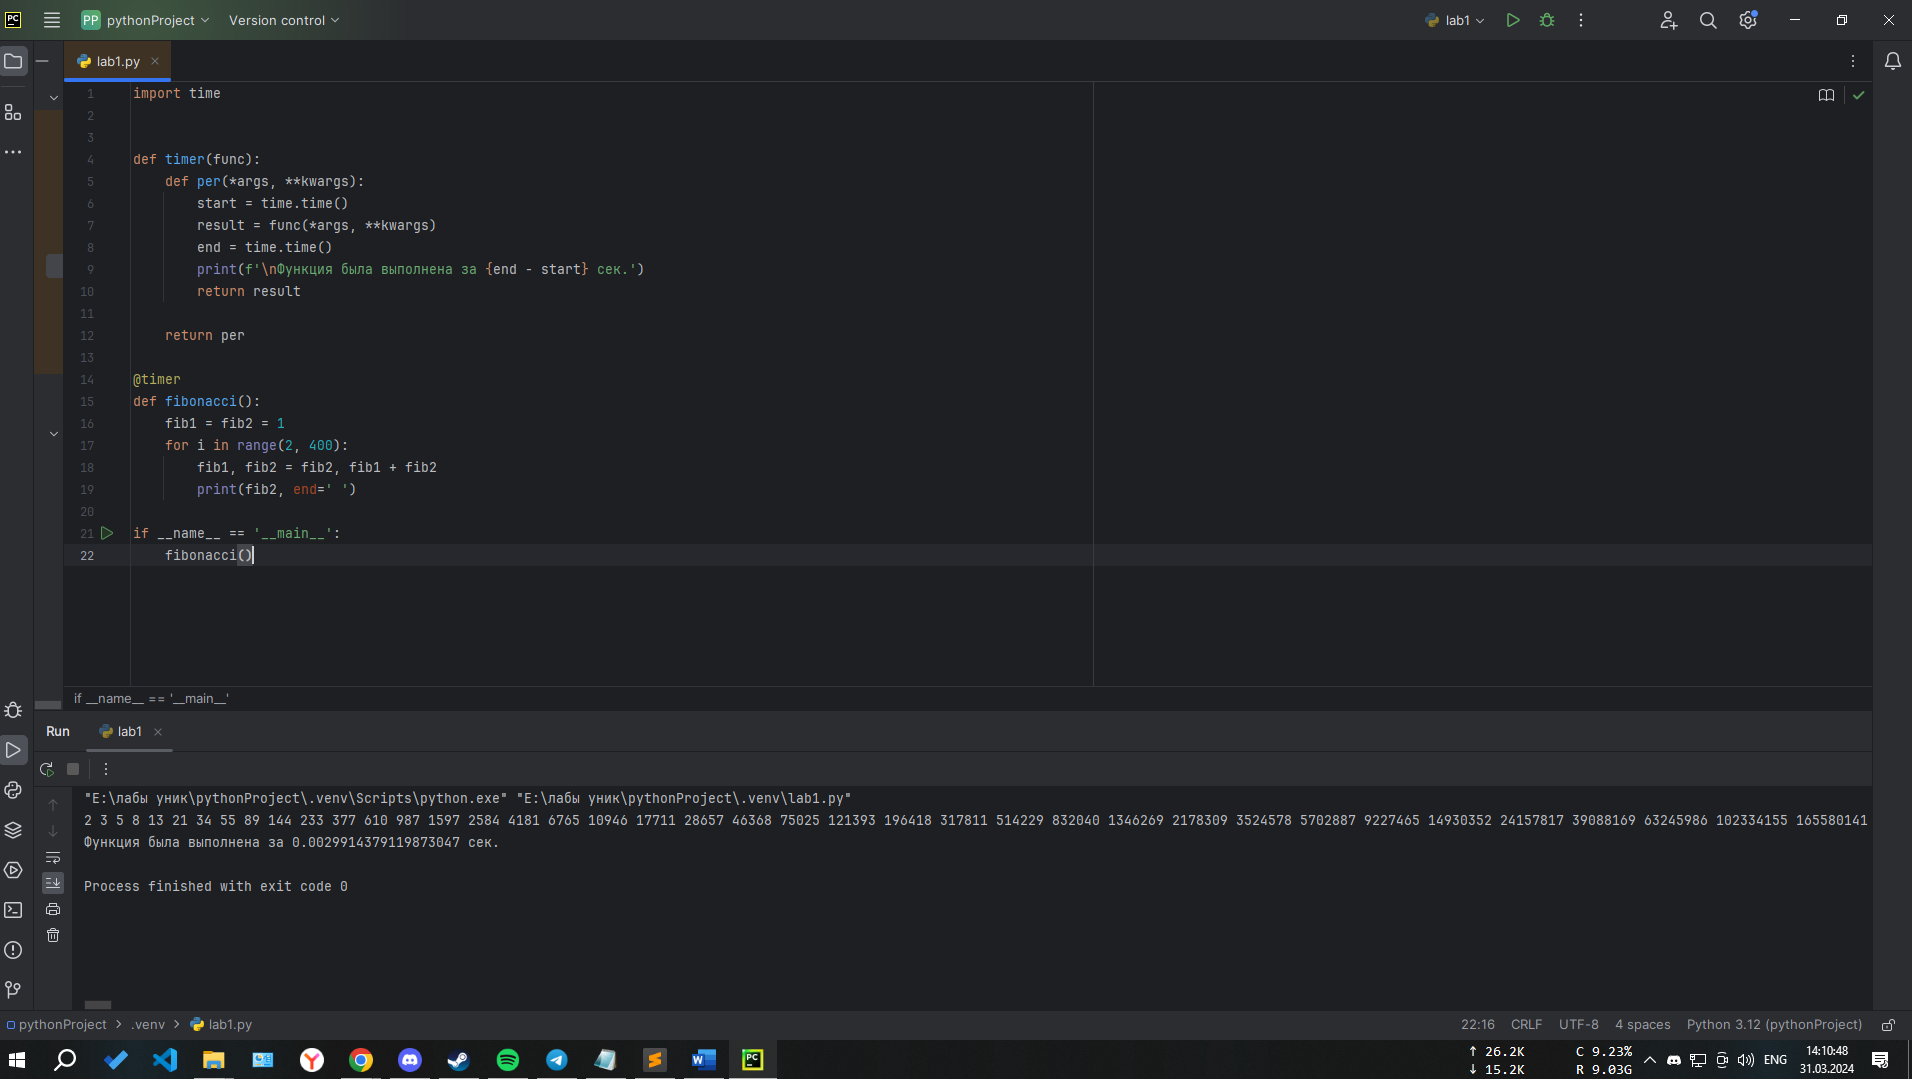 PC
PP pythonProject Version control lab1
lab1.py
1 import time
2
3
4 def timer(func):
5     def per(*args, **kwargs):
6         start = time.time()
7         result = func(*args, **kwargs)
8         end = time.time()
9         print(f'\nФункция была выполнена за {end - start} сек.')
10         return result
11
12     return per
13
14 @timer
15 def fibonacci():
16     fib1 = fib2 = 1
17     for i in range(2, 400):
18         fib1, fib2 = fib2, fib1 + fib2
19         print(fib2, end=' ')
20
21 if __name__ == '__main__':
22     fibonacci()
if __name__ == '__main__'
Run lab1
"E:\лабы уник\pythonProject\.venv\Scripts\python.exe" "E:\лабы уник\pythonProject\.venv\lab1.py"
2 3 5 8 13 21 34 55 89 144 233 377 610 987 1597 2584 4181 6765 10946 17711 28657 46368 75025 121393 196418 317811 514229 832040 1346269 2178309 3524578 5702887 9227465 14930352 24157817 39088169 63245986 102334155 165580141
Функция была выполнена за 0.0029914379119873047 сек.
Process finished with exit code 0
pythonProject > .venv > lab1.py 22:16 CRLF UTF-8 4 spaces Python 3.12 (pythonProject)
↑ 26.2K C 9.23% 14:10:48
↓ 15.2K R 9.03G ENG 31.03.2024